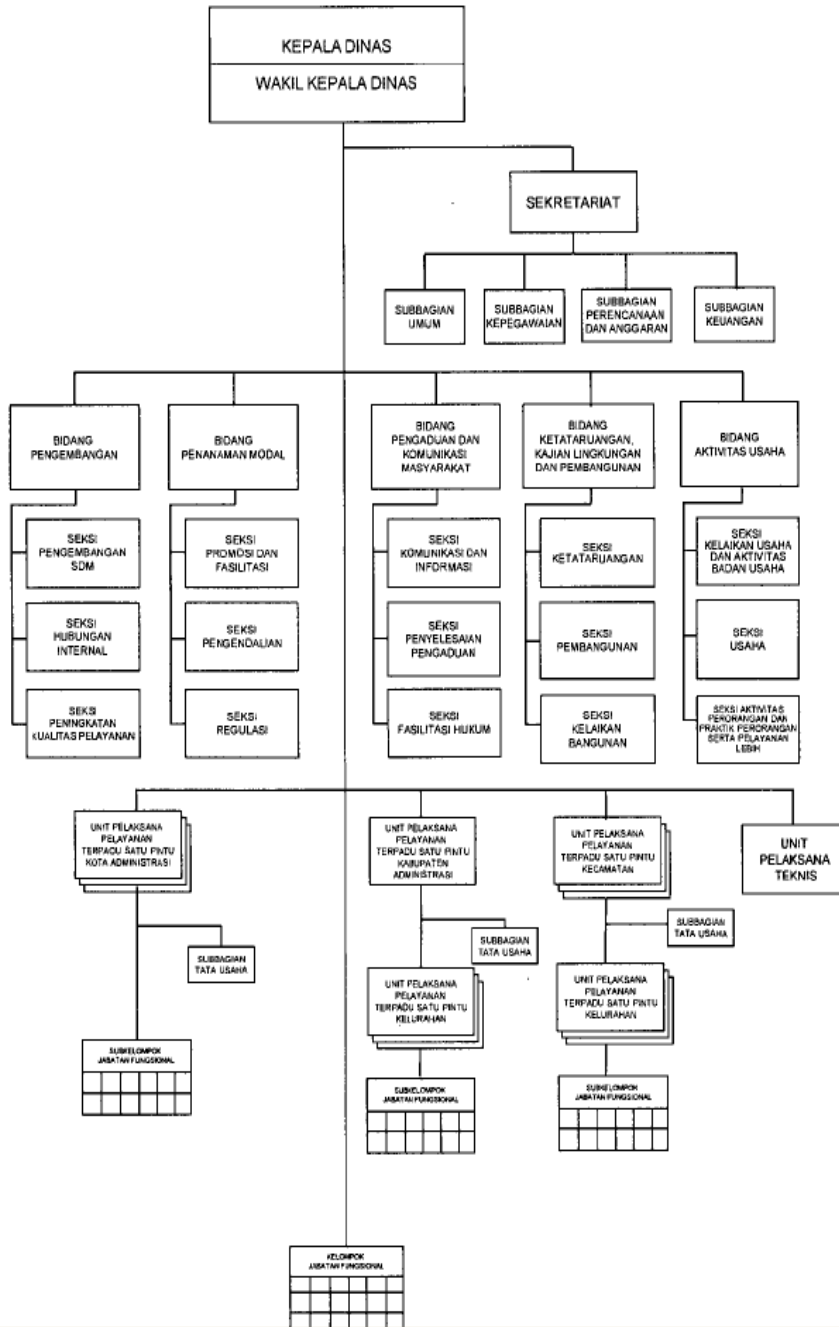 KEPALA DINAS
WAKIL KEPALA DINAS
SEKRETARIAT
SUBBAGIAN
UMUM
SUBBAGIAN
KEPEGAWAIAN
SUBBAGIAN
PERENCANAAN
DAN ANGGARAN
SUBBAGIAN
KEUANGAN
BIDANG
PENGEMBANGAN
BIDANG
PENANAMAN MODAL
BIDANG
PENGADUAN DAN
KOMUNIKASI
MASYARAKAT
BIDANG
KETATARUANGAN,
KAJIAN LINGKUNGAN
DAN PEMBANGUNAN
BIDANG
AKTIVITAS USAHA
SEKSI
PENGEMBANGAN
SDM
SEKSI
PROMOSI DAN
FASILITASI
SEKSI
KOMUNIKASI DAN
INFORMASI
SEKSI
KETATARUANGAN
SEKSI
KELAIKAN USAHA
DAN AKTIVITAS
BADAN USAHA
SEKSI
HUBUNGAN
INTERNAL
SEKSI
PENGENDALIAN
SEKSI
PENYELESAIAN
PENGADUAN
SEKSI
PEMBANGUNAN
SEKSI
USAHA
SEKSI
PENINGKATAN
KUALITAS PELAYANAN
SEKSI
REGULASI
SEKSI
FASILITASI HUKUM
SEKSI
KELAIKAN
BANGUNAN
SEKSI AKTIVITAS
PERORANGAN DAN
PRAKTIK PERORANGAN
SERTA PELAYANAN
LEBIH
UNIT PELAKSANA
PELAYANAN
TERPADU SATU PINTU
KOTA ADMINISTRASI
UNIT PELAKSANA
PELAYANAN
TERPADU SATU PINTU
KABUPATEN
ADMINISTRASI
UNIT PELAKSANA
PELAYANAN
TERPADU SATU PINTU
KECAMATAN
UNIT
PELAKSANA
TEKNIS
SUBBAGIAN
TATA USAHA
SUBBAGIAN
TATA USAHA
SUBBAGIAN
TATA USAHA
UNIT PELAKSANA
PELAYANAN
TERPADU SATU PINTU
KELURAHAN
UNIT PELAKSANA
PELAYANAN
TERPADU SATU PINTU
KELURAHAN
SUBKELOMPOK
JABATAN FUNGSIONAL
SUBKELOMPOK
JABATAN FUNGSIONAL
SUBKELOMPOK
JABATAN FUNGSIONAL
KELOMPOK
JABATAN FUNGSIONAL